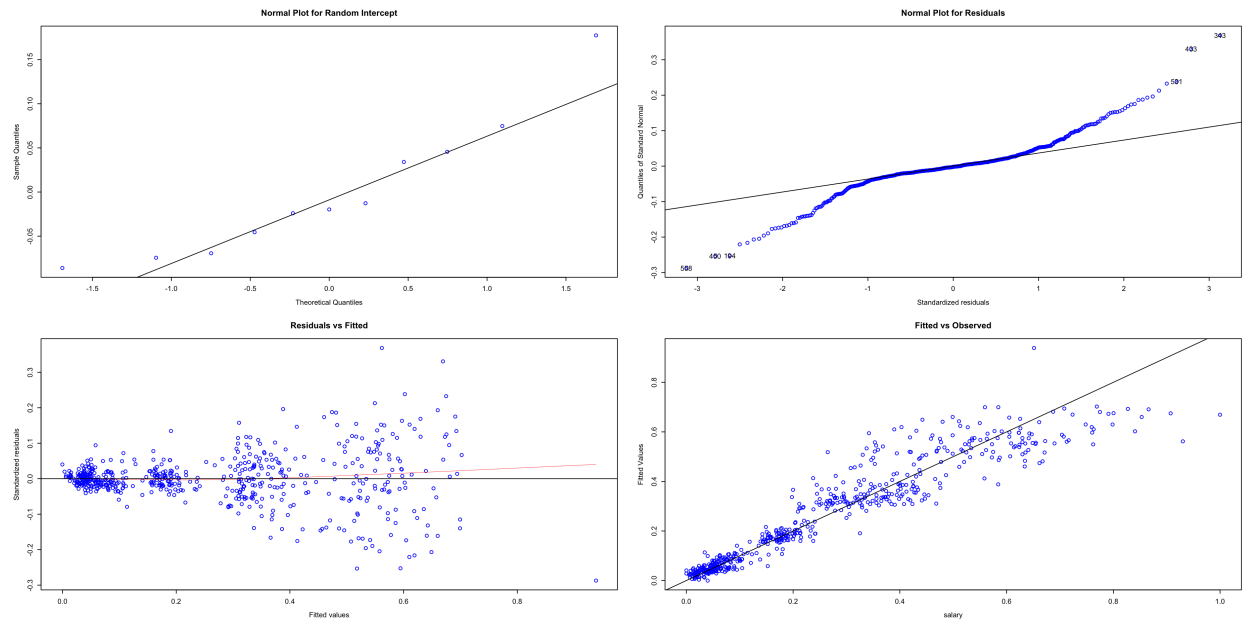 Normal Plot for Random Intercept
Sample Quantiles
0.15
0.10
0.05
0.00
-0.05
-1.5 -1.0 -0.5 0.0 0.5 1.0 1.5
Theoretical Quantiles
Normal Plot for Residuals
Quantiles of Standard Normal
0.3
0.2
0.1
0.0
-0.1
-0.2
-0.3
343
403
501
104
-3 -2 -1 0 1 2 3
Standardized residuals
Residuals vs Fitted
Standardized residuals
0.3
0.2
0.1
0.0
-0.1
-0.2
-0.3
0.0 0.2 0.4 0.6 0.8
Fitted values
Fitted vs Observed
Fitted Values
0.8
0.6
0.4
0.2
0.0
0.0 0.2 0.4 0.6 0.8 1.0
salary